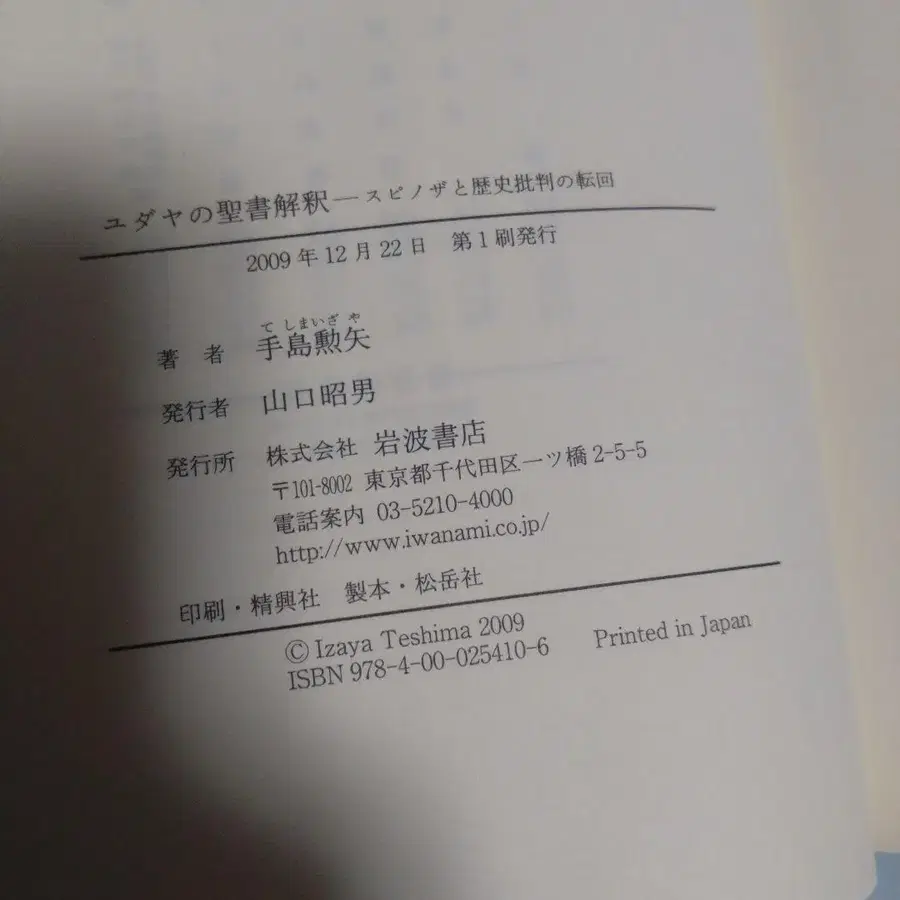 ユダヤの聖書解釈―スピノザと歴史批判の転回
2009年12月22日 第1刷発行
て しまいざ や
著 者 手島勲矢
発行者 山口昭男
発行所 株式会社 岩波書店
〒101-8002 東京都千代田区一ツ橋2-5-5
電話案内 03-5210-4000
http://www.iwanami.co.jp/
印刷・精興社 製本・松岳社
© Izaya Teshima 2009
ISBN 978-4-00-025410-6 Printed in Japan